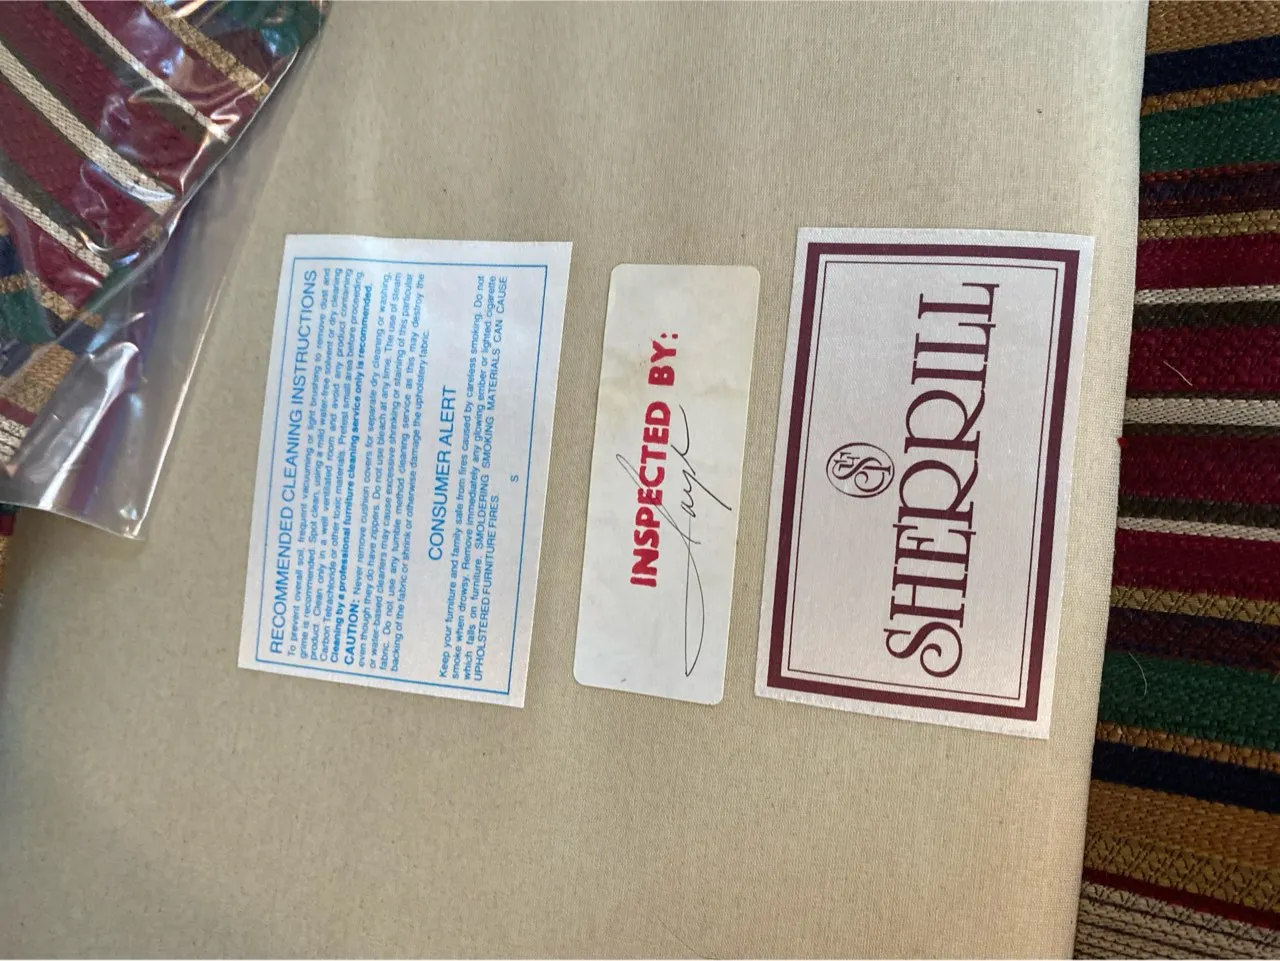 RECOMMENDED CLEANING INSTRUCTIONS
To prevent overall soil, frequent vacuuming or light brushing to remove dust and
grime is recommended. Spot clean, using a mild water-free solvent or dry cleaning
product. Clean only in a well ventilated room and avoid any product containing
Carbon Tetrachloride or other toxic materials. Pretest small area before proceeding.
Cleaning by a professional furniture cleaning service only is recommended.
CAUTION: Never remove cushion covers for separate dry cleaning or washing,
even though they do have zippers. Do not use bleach at any time. The use of steam
or water-based cleaners may cause excessive shrinking or staining of this particular
fabric. Do not use any tumble method cleaning service as this may destroy the
backing of the fabric or shrink or otherwise damage the upholstery fabric.
CONSUMER ALERT
Keep your furniture and family safe from fires caused by careless smoking. Do not
smoke when drowsy. Remove immediately any glowing ember or lighted cigarette
which falls on furniture. SMOLDERING SMOKING MATERIALS CAN CAUSE
UPHOLSTERED FURNITURE FIRES.
S
INSPECTED BY:
SHERRILL